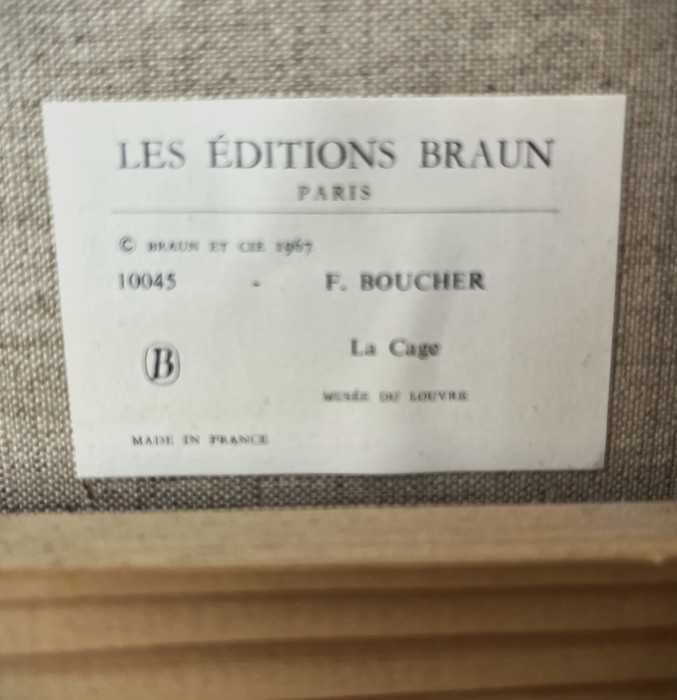 LES ÉDITIONS BRAUN
PARIS
© BRAUN ET CIE 1967
10045 - F. BOUCHER
La Cage
B
MUSÉE DU LOUVRE
MADE IN FRANCE